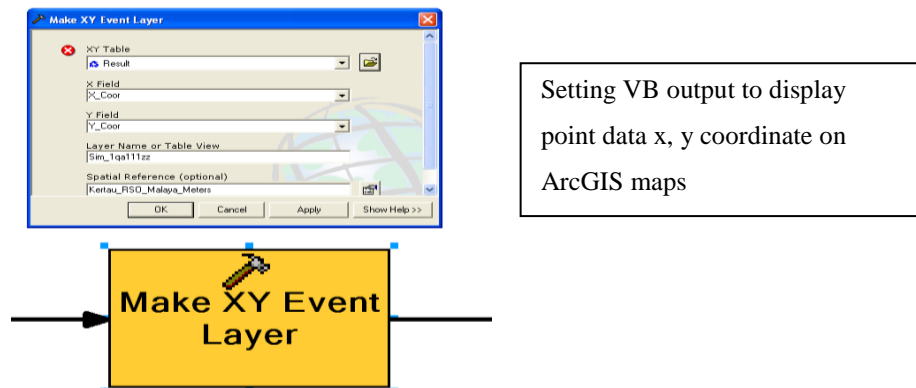 Make XY Event Layer
XY Table
Result
X Field
X_Coor
Y Field
Y_Coor
Layer Name or Table View
Sim_1qa111zz
Spatial Reference (optional)
Kertau_RSO_Malaya_Meters
OK Cancel Apply Show Help >>
Make XY Event
Layer
Setting VB output to display
point data x, y coordinate on
ArcGIS maps